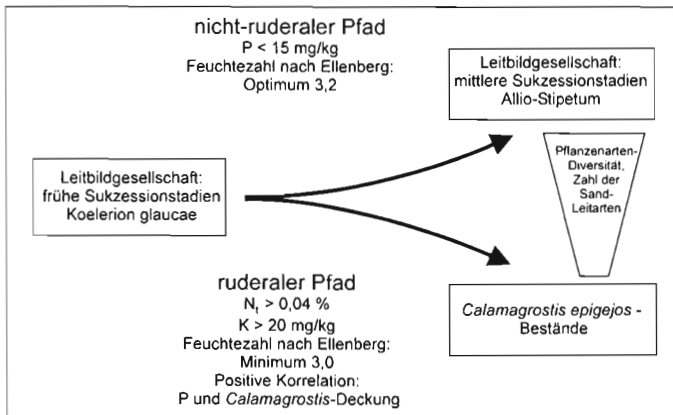 nicht-ruderaler Pfad
P < 15 mg/kg
Feuchtezahl nach Ellenberg:
Optimum 3,2
Leitbildgesellschaft:
mittlere Sukzessionstadien
Allio-Stipetum
Leitbildgesellschaft:
frühe Sukzessionstadien
Koelerion glaucae
Pflanzenarten-
Diversität,
Zahl der
Sand-
Leitarten
ruderaler Pfad
Nt > 0,04 %
K > 20 mg/kg
Feuchtezahl nach Ellenberg:
Minimum 3,0
Positive Korrelation:
P und Calamagrostis-Deckung
Calamagrostis epigejos -
Bestände